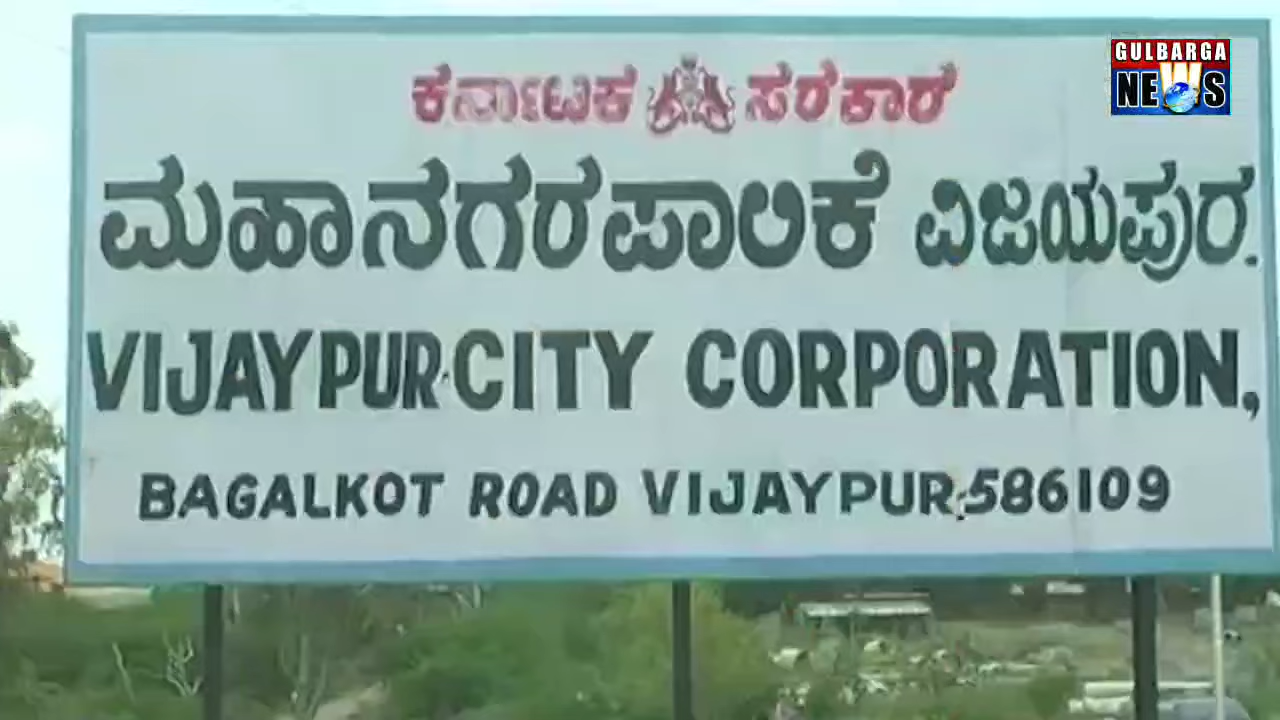 GULBARGA
NEWS
ಕರ್ನಾಟಕ ಸರಕಾರ
ಮಹಾನಗರಪಾಲಿಕೆ ವಿಜಯಪುರ.
VIJAYPUR-CITY CORPORATION,
BAGALKOT ROAD VIJAYPUR-586109